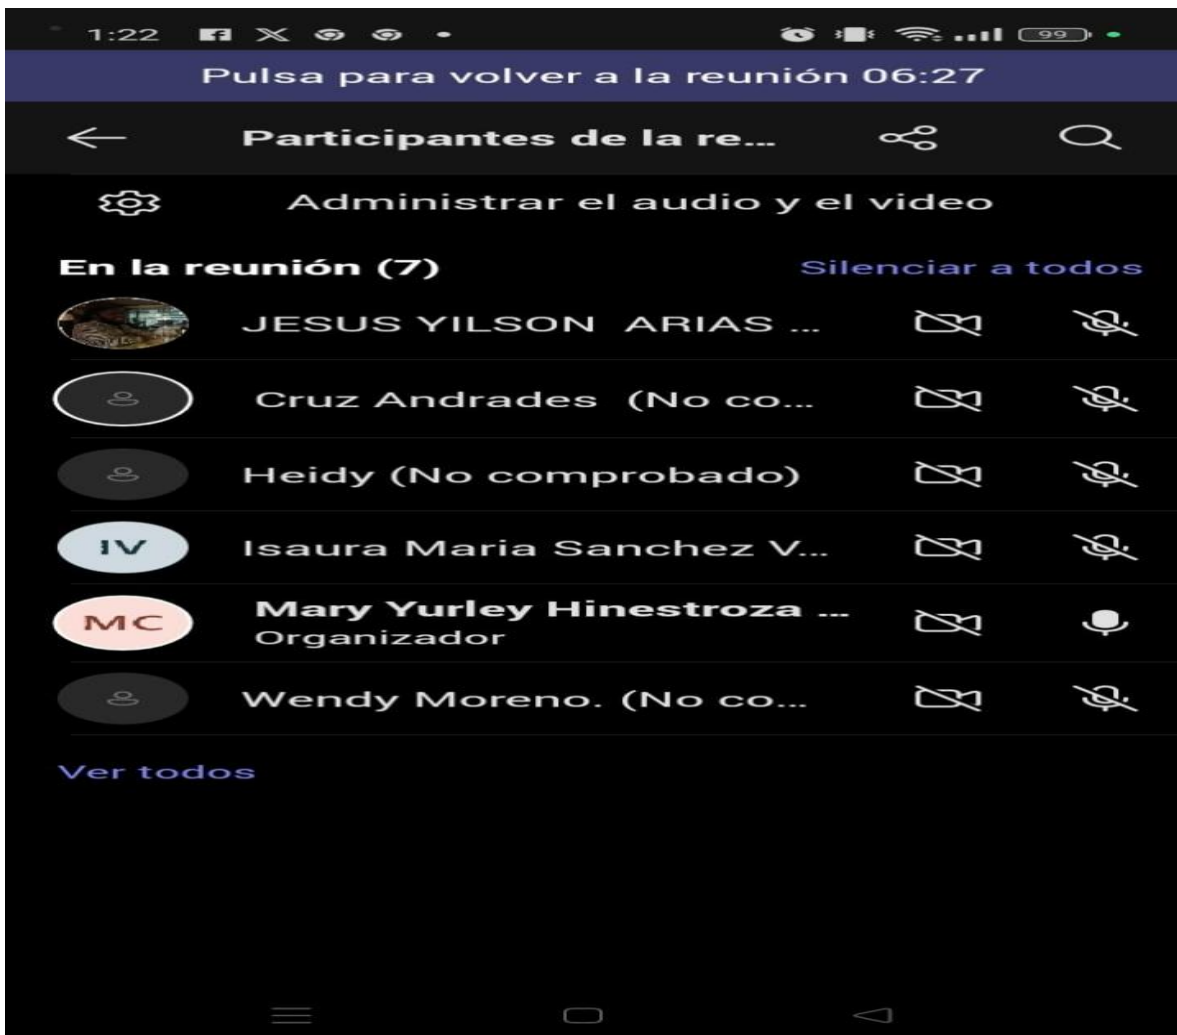 1:22 99
Pulsa para volver a la reunión 06:27
Participantes de la re...
Administrar el audio y el video
En la reunión (7) Silenciar a todos
JESUS YILSON ARIAS ...
Cruz Andrades (No co...
Heidy (No comprobado)
IV Isaura Maria Sanchez V...
MC Mary Yurley Hinestroza ...
Organizador
Wendy Moreno. (No co...
Ver todos